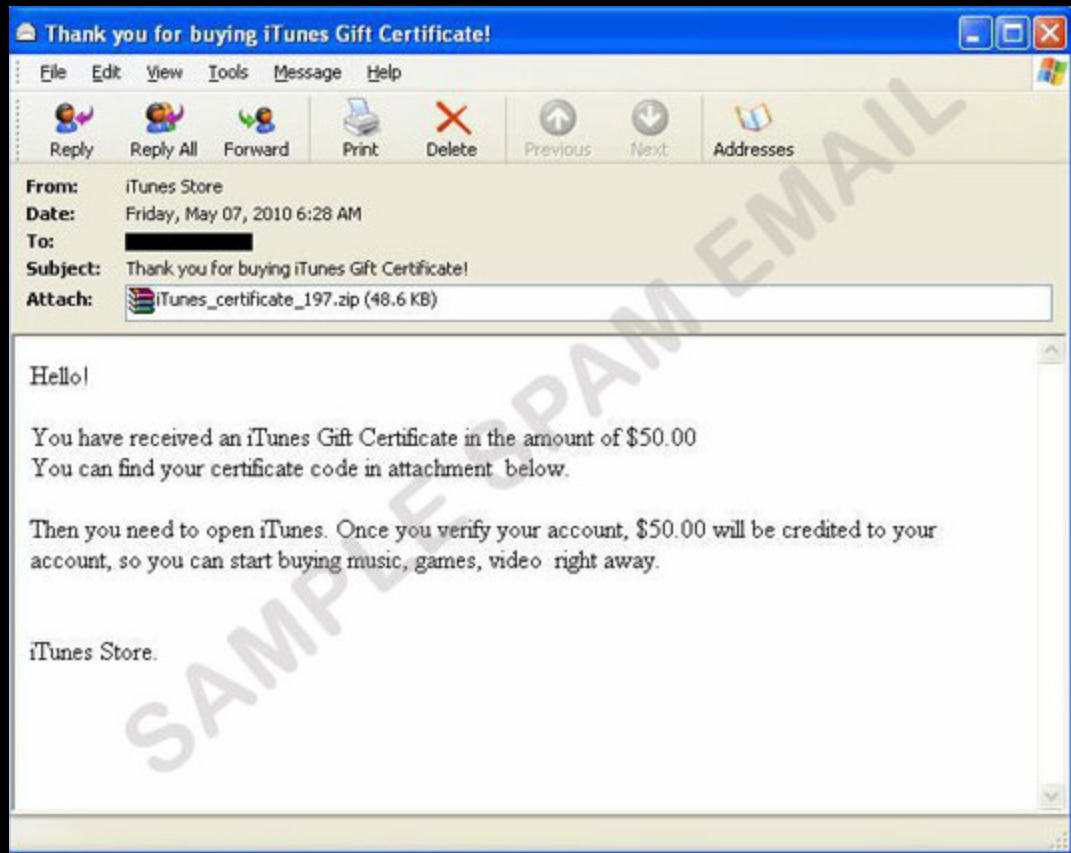 Thank you for buying iTunes Gift Certificate!
File Edit View Tools Message Help
Reply Reply All Forward Print Delete Previous Next Addresses
From: iTunes Store
Date: Friday, May 07, 2010 6:28 AM
To:
Subject: Thank you for buying iTunes Gift Certificate!
Attach: iTunes_certificate_197.zip (48.6 KB)
Hello!
You have received an iTunes Gift Certificate in the amount of $50.00
You can find your certificate code in attachment below.
Then you need to open iTunes. Once you verify your account, $50.00 will be credited to your
account, so you can start buying music, games, video right away.
iTunes Store.
SAMPLE SPAM EMAIL